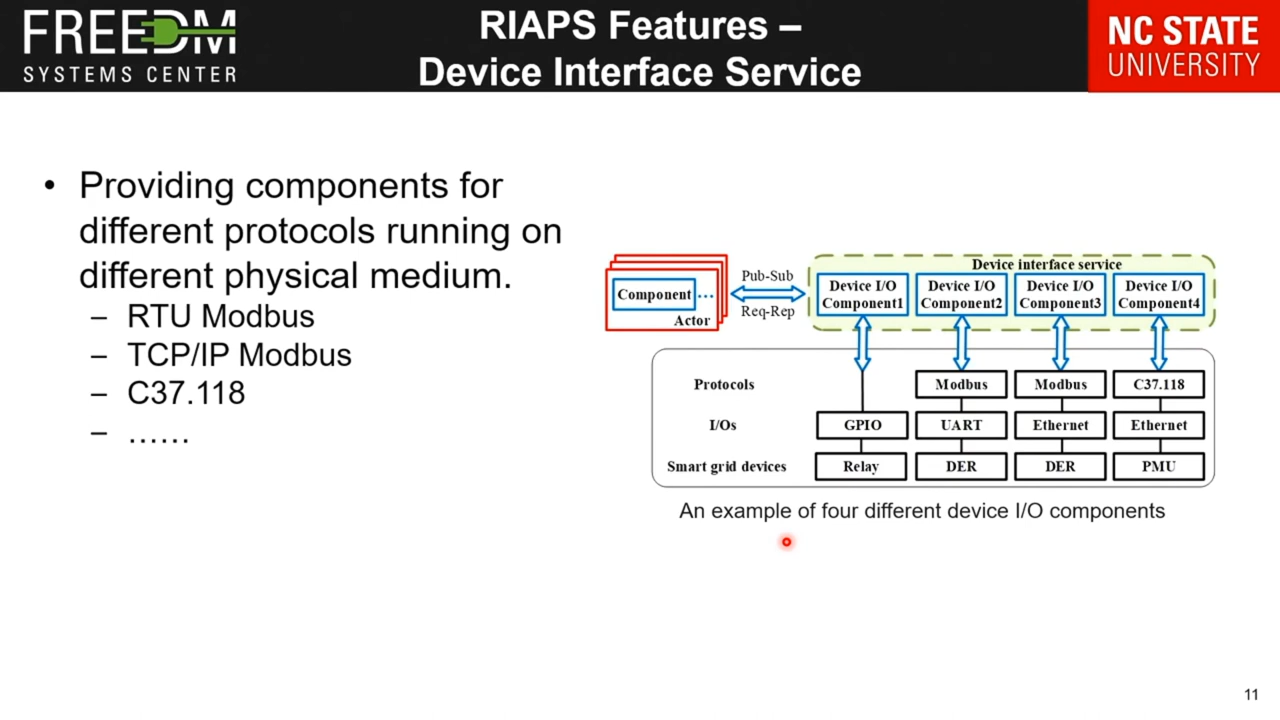 FREEDM
SYSTEMS CENTER
RIAPS Features –
Device Interface Service
NC STATE
UNIVERSITY
• Providing components for
different protocols running on
different physical medium.
– RTU Modbus
– TCP/IP Modbus
– C37.118
– ……
Component ...
Actor
Pub-Sub
Req-Rep
Device interface service
Device I/O
Component1
Device I/O
Component2
Device I/O
Component3
Device I/O
Component4
Protocols
Modbus
Modbus
C37.118
I/Os
GPIO
UART
Ethernet
Ethernet
Smart grid devices
Relay
DER
DER
PMU
An example of four different device I/O components
11